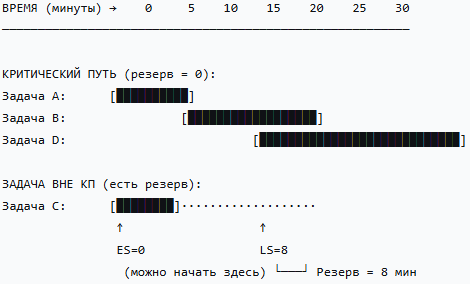 ВРЕМЯ (минуты) → 0 5 10 15 20 25 30
КРИТИЧЕСКИЙ ПУТЬ (резерв = 0):
Задача A: [██████████]
Задача B: [██████████████████]
Задача D: [████████████████████████████]
ЗАДАЧА ВНЕ КП (есть резерв):
Задача C: [████████]···················
↑ ↑
ES=0 LS=8
(можно начать здесь) └───┘ Резерв = 8 мин